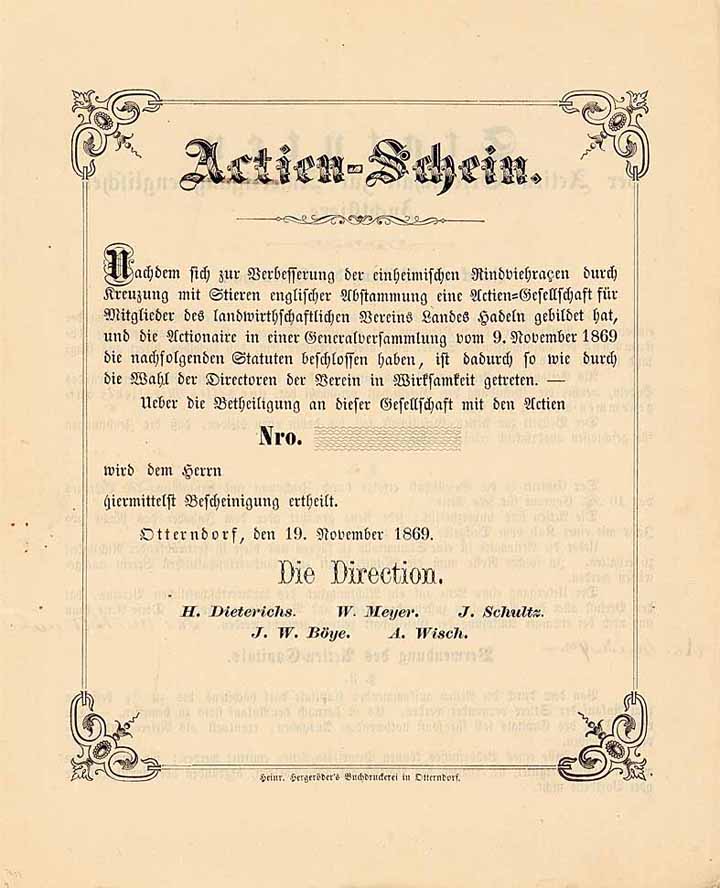 Actien-Schein.
Nachdem sich zur Verbesserung der einheimischen Rindviehraçen durch
Kreuzung mit Stieren englischer Abstammung eine Actien=Gesellschaft für
Mitglieder des landwirthschaftlichen Vereins Landes Hadeln gebildet hat,
und die Actionaire in einer Generalversammlung vom 9. November 1869
die nachfolgenden Statuten beschlossen haben, ist dadurch so wie durch
die Wahl der Directoren der Verein in Wirksamkeit getreten. —
Ueber die Betheiligung an dieser Gesellschaft mit den Actien
Nro.
wird dem Herrn
hiermittelst Bescheinigung ertheilt.
Otterndorf, den 19. November 1869.
Die Direction.
H. Dieterichs. W. Meyer. J. Schultz.
J. W. Böye. A. Wisch.
Heinr. Hergeröder's Buchdruckerei in Otterndorf.